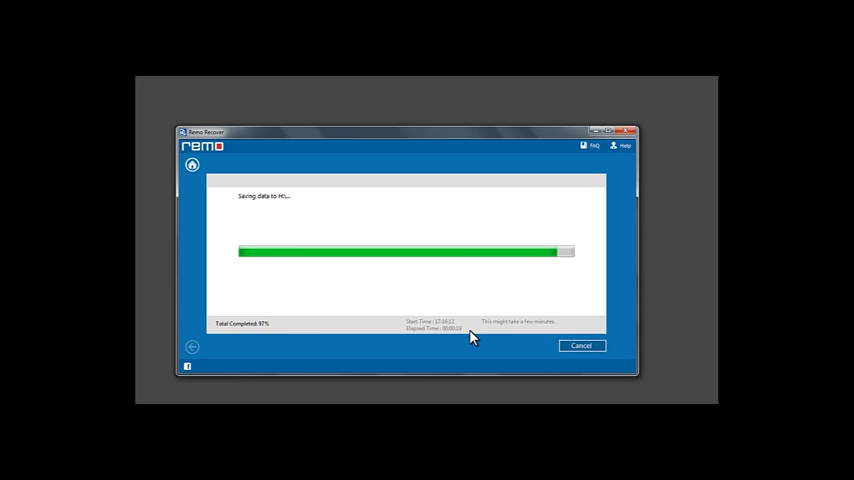 Remo Recover
remo
FAQ
Help
Saving data to H:\...
Total Completed: 97%
Start Time : 17:16:12
This might take a few minutes.
Elapsed Time : 00:00:19
Cancel
f